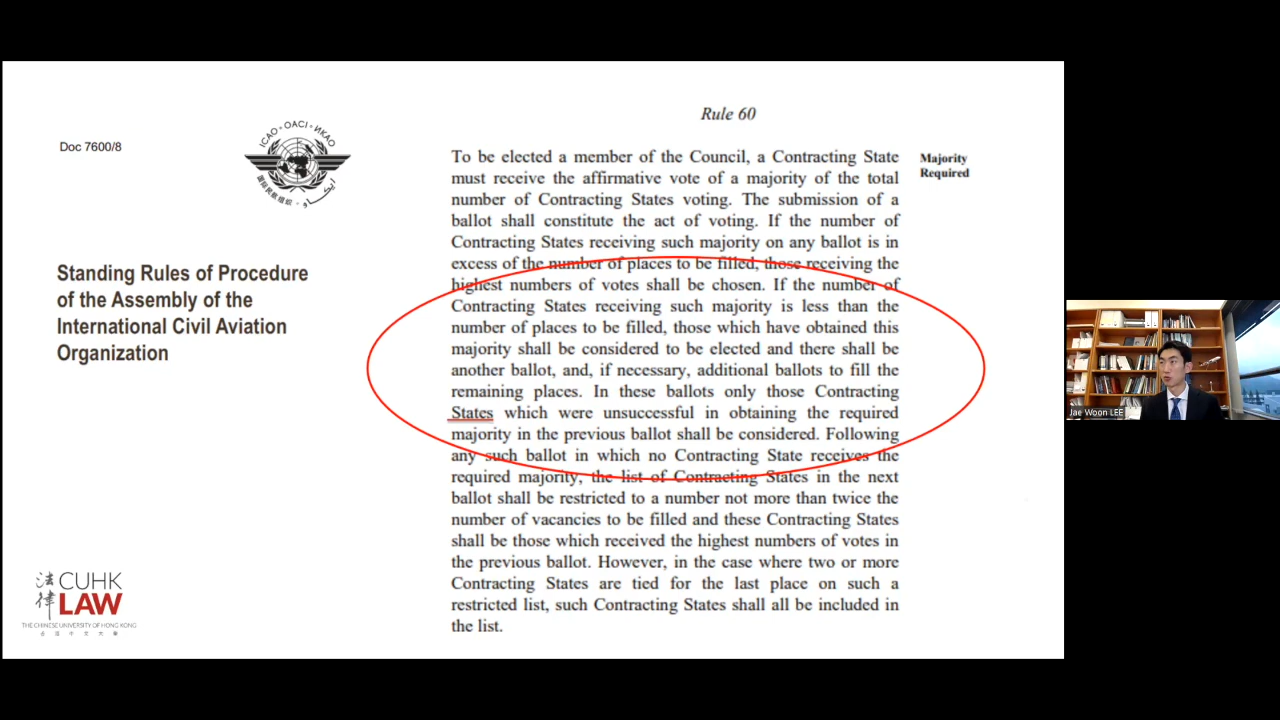 Doc 7600/8
ICAO · OACI · ИКАО
Standing Rules of Procedure
of the Assembly of the
International Civil Aviation
Organization
Rule 60
To be elected a member of the Council, a Contracting State
must receive the affirmative vote of a majority of the total
number of Contracting States voting. The submission of a
ballot shall constitute the act of voting. If the number of
Contracting States receiving such majority on any ballot is in
excess of the number of places to be filled, those receiving the
highest numbers of votes shall be chosen. If the number of
Contracting States receiving such majority is less than the
number of places to be filled, those which have obtained this
majority shall be considered to be elected and there shall be
another ballot, and, if necessary, additional ballots to fill the
remaining places. In these ballots only those Contracting
States which were unsuccessful in obtaining the required
majority in the previous ballot shall be considered. Following
any such ballot in which no Contracting State receives the
required majority, the list of Contracting States in the next
ballot shall be restricted to a number not more than twice the
number of vacancies to be filled and these Contracting States
shall be those which received the highest numbers of votes in
the previous ballot. However, in the case where two or more
Contracting States are tied for the last place on such a
restricted list, such Contracting States shall all be included in
the list.
Majority
Required
法律
CUHK
LAW
THE CHINESE UNIVERSITY OF HONG KONG
香港中文大學
Jae Woon LEE